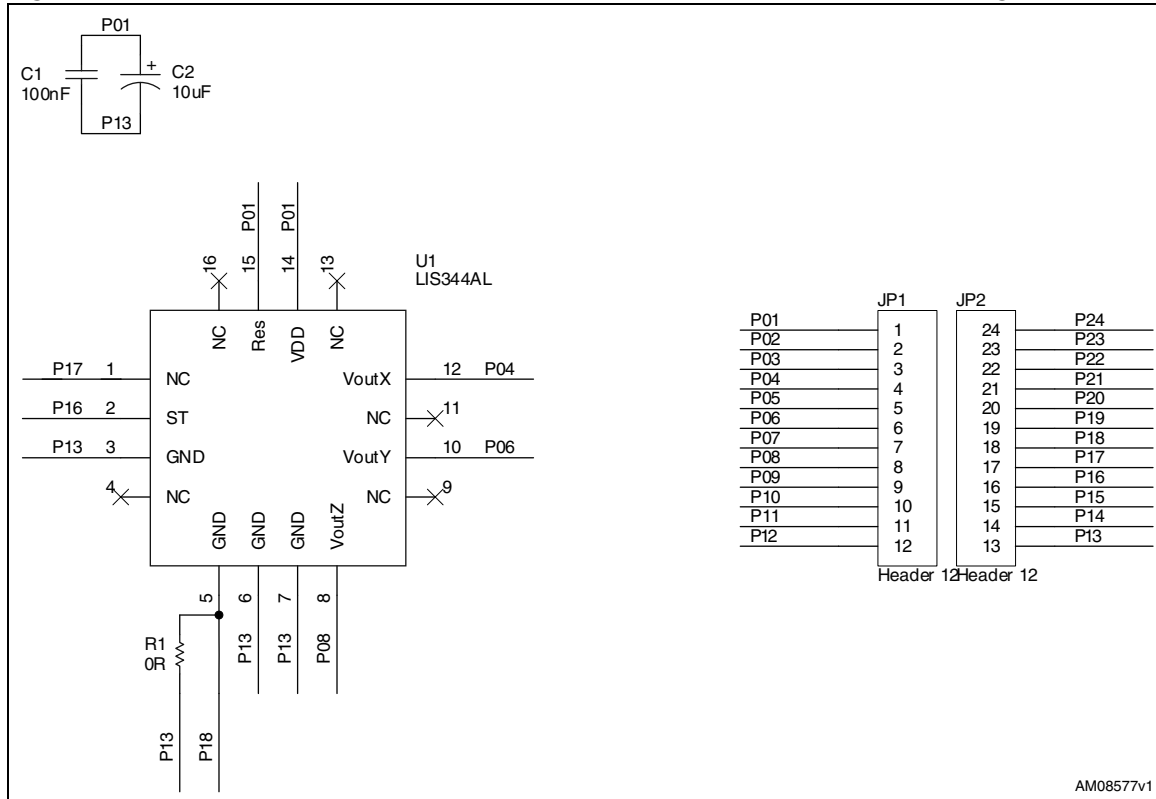 P01
C1
100nF
+
C2
10uF
P13
P01
P01
16
15
14
13
U1
LIS344AL
NC
Res
VDD
NC
P17 1
NC
VoutX
12 P04
P16 2
ST
NC
11
P13 3
GND
VoutY
10 P06
4
NC
NC
9
GND
GND
GND
VoutZ
5
6
7
8
R1
0R
P13
P13
P08
P13
P18
JP1
JP2
P01 1
24 P24
P02 2
23 P23
P03 3
22 P22
P04 4
21 P21
P05 5
20 P20
P06 6
19 P19
P07 7
18 P18
P08 8
17 P17
P09 9
16 P16
P10 10
15 P15
P11 11
14 P14
P12 12
13 P13
Header 12
Header 12
AM08577v1